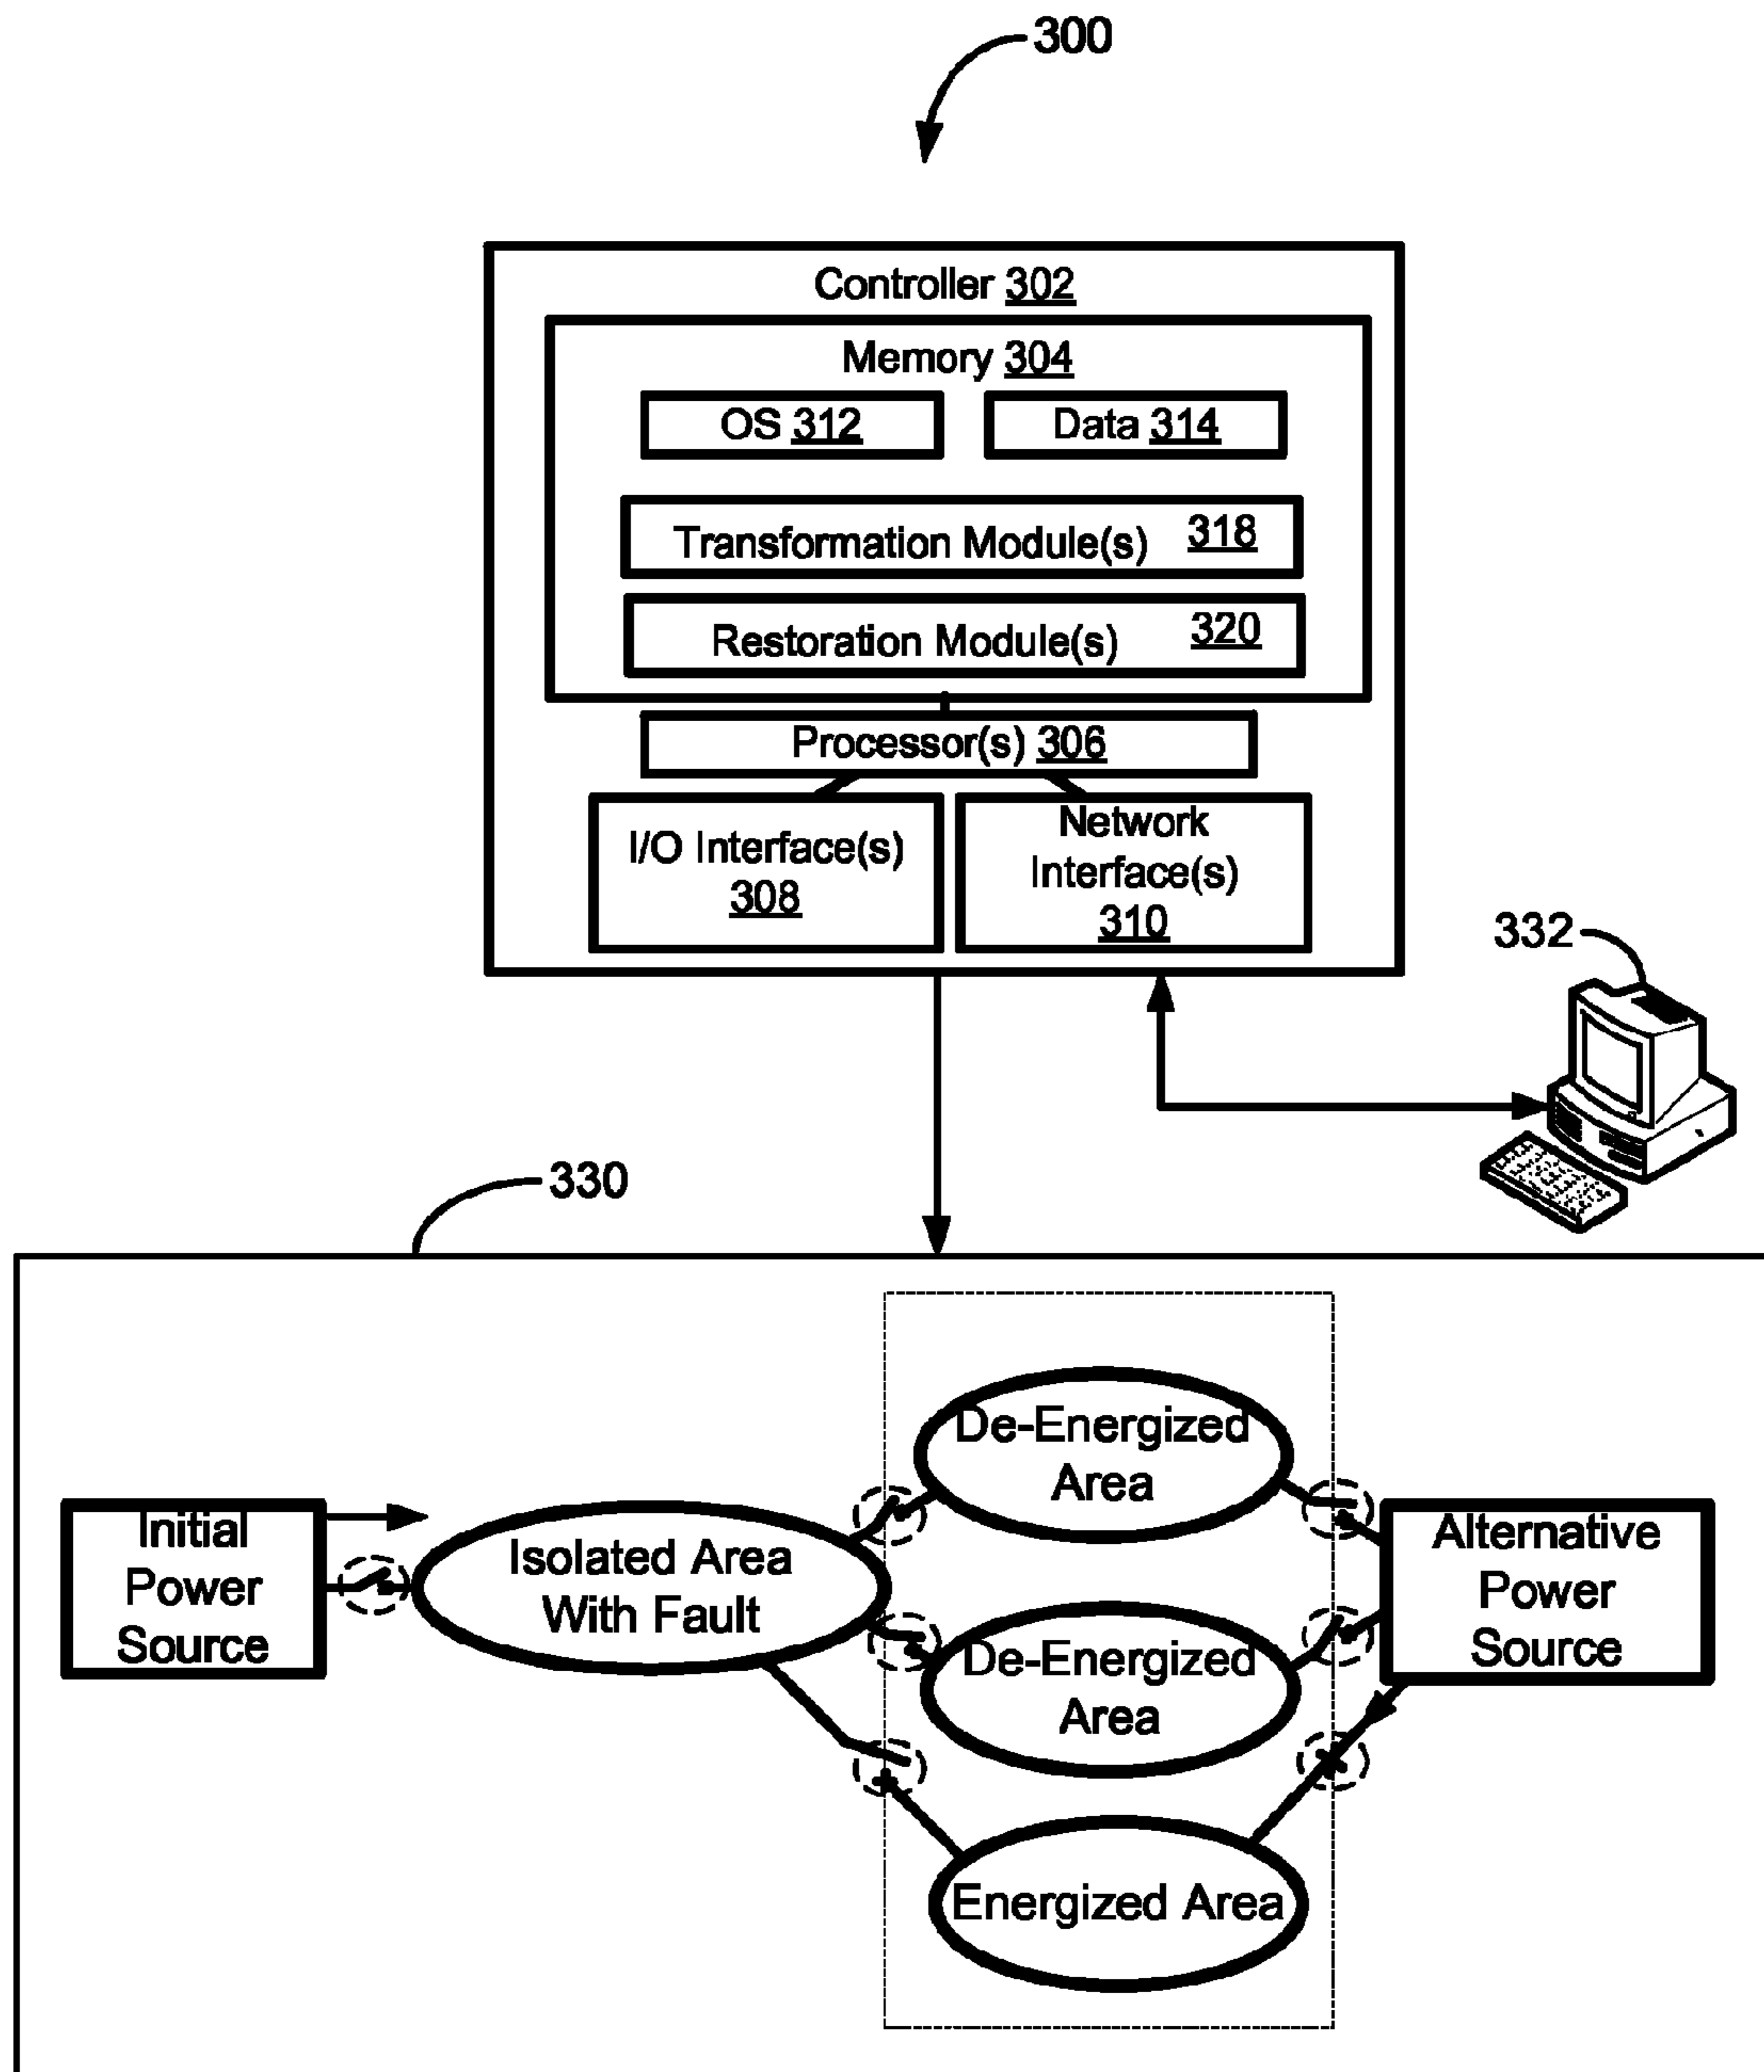 300
Controller 302
Memory 304
OS 312
Data 314
Transformation Module(s) 318
Restoration Module(s) 320
Processor(s) 306
I/O Interface(s)
308
Network
Interface(s)
310
332
330
De-Energized
Area
Initial
Power
Source
Isolated Area
With Fault
Alternative
Power
Source
De-Energized
Area
Energized Area